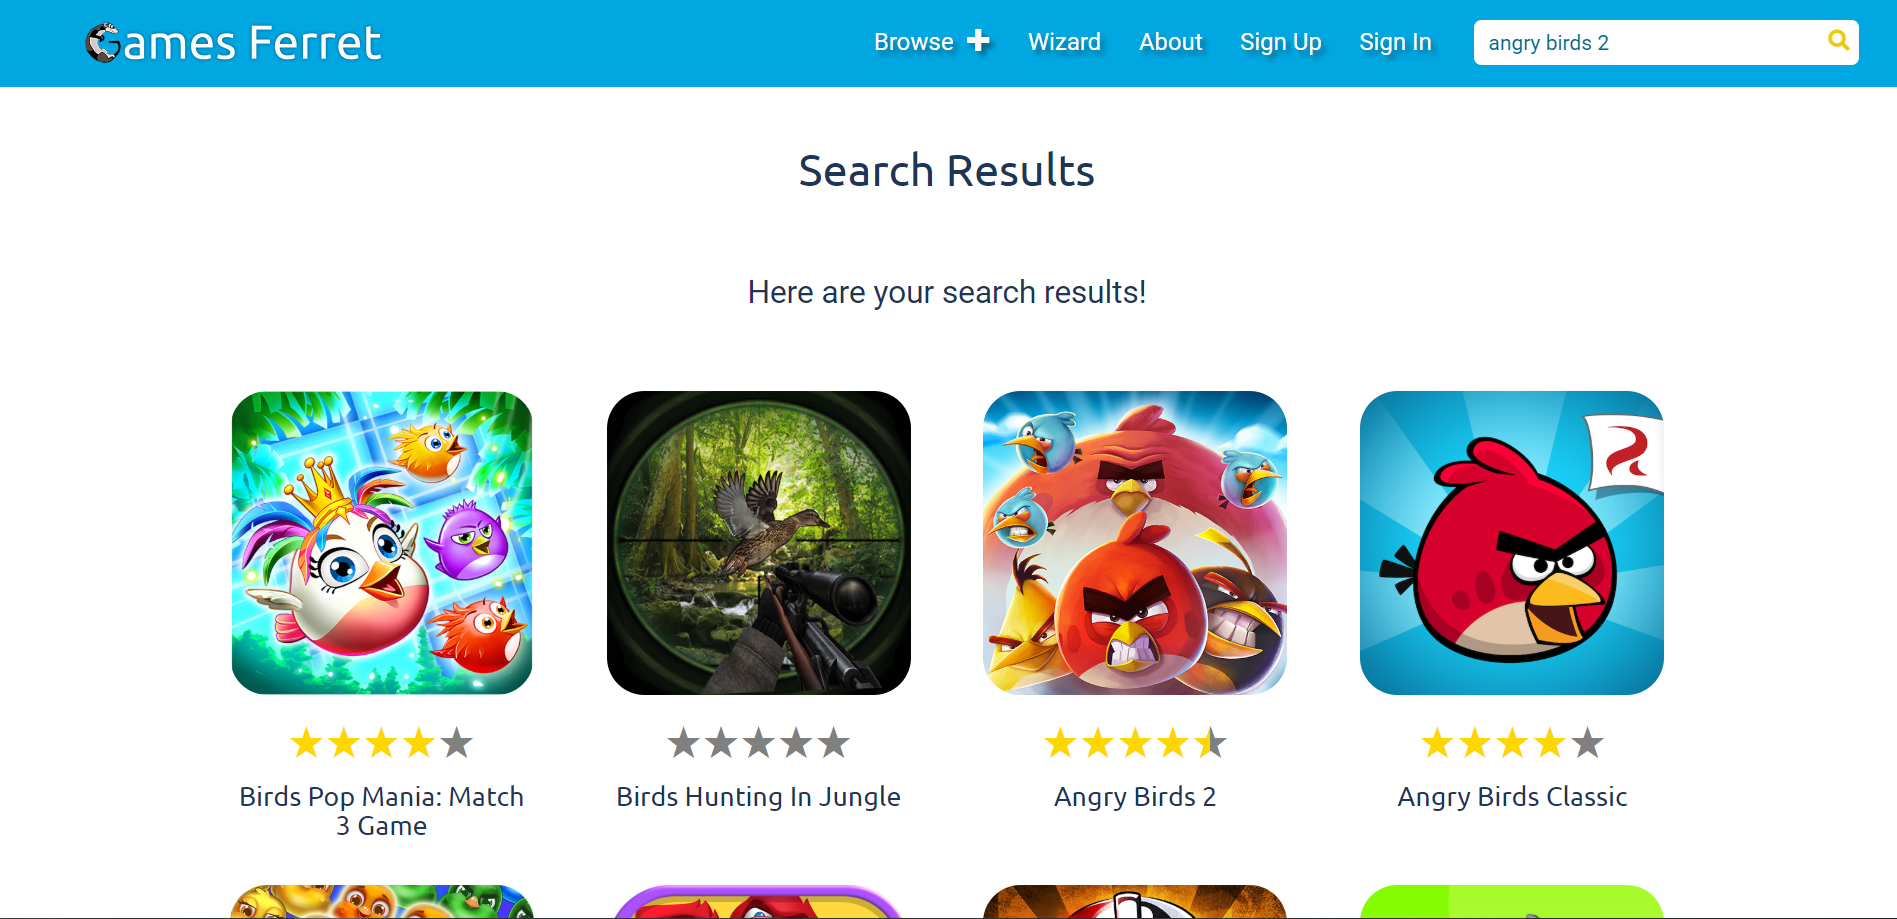 Games Ferret
Browse
Wizard
About
Sign Up
Sign In
angry birds 2
Search Results
Here are your search results!
Birds Pop Mania: Match
3 Game
Birds Hunting In Jungle
Angry Birds 2
Angry Birds Classic